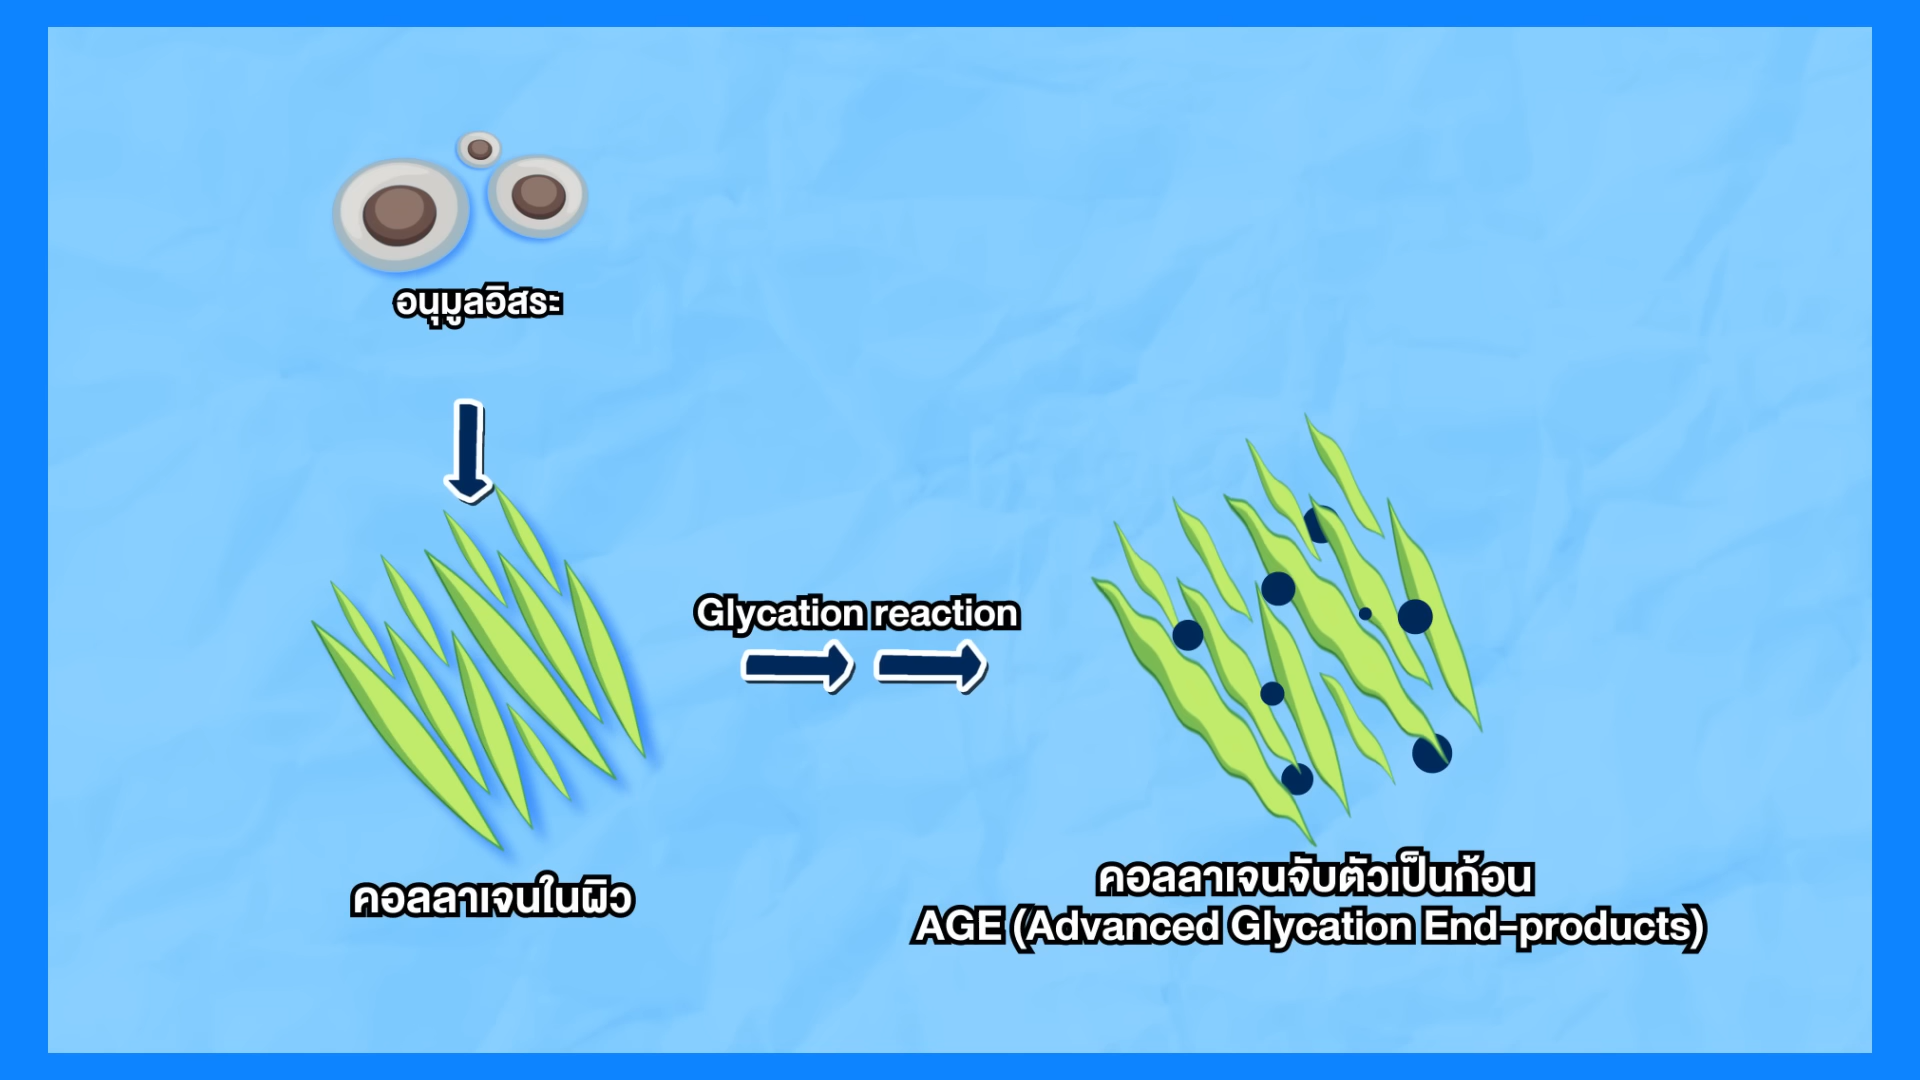 อนุมูลอิสระ
Glycation reaction
คอลลาเจนในผิว
คอลลาเจนจับตัวเป็นก้อน
AGE (Advanced Glycation End-products)